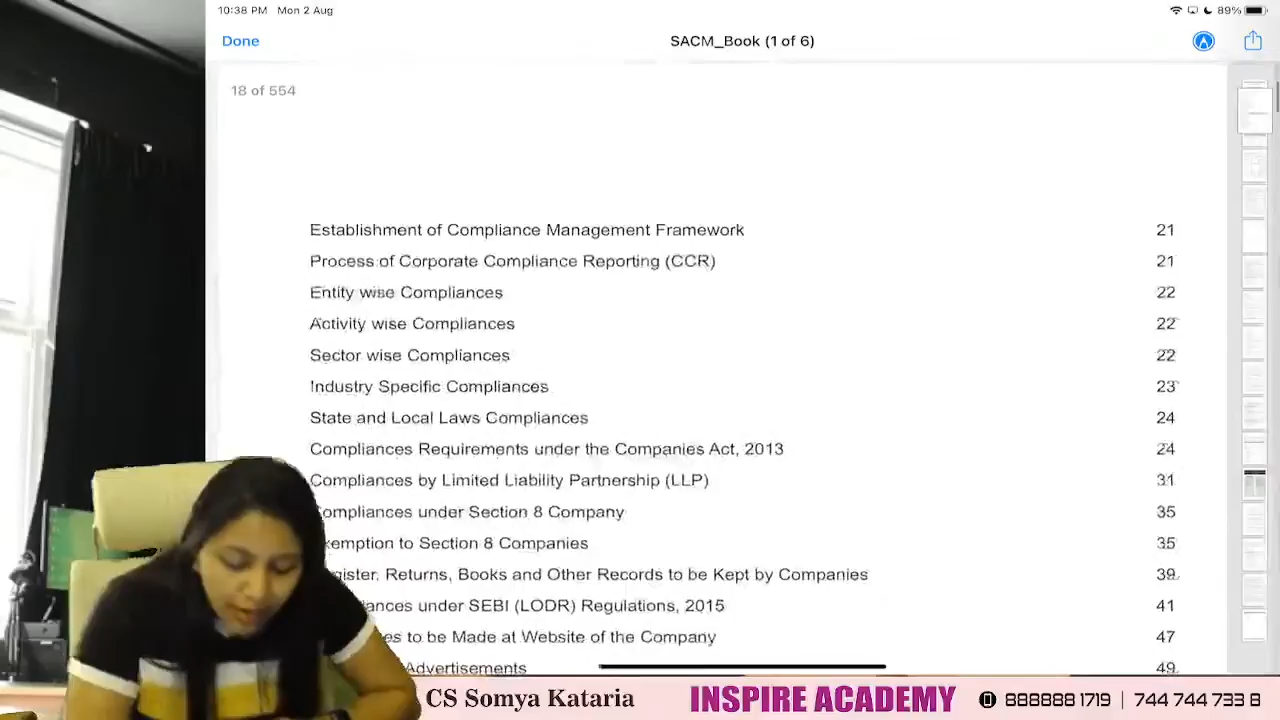 10:38 PM Mon 2 Aug
89%
Done
SACM_Book (1 of 6)
18 of 554
Establishment of Compliance Management Framework 21
Process of Corporate Compliance Reporting (CCR) 21
Entity wise Compliances 22
Activity wise Compliances 22
Sector wise Compliances 22
Industry Specific Compliances 23
State and Local Laws Compliances 24
Compliances Requirements under the Companies Act, 2013 24
Compliances by Limited Liability Partnership (LLP) 31
ompliances under Section 8 Company 35
xemption to Section 8 Companies 35
gister, Returns, Books and Other Records to be Kept by Companies 39
iances under SEBI (LODR) Regulations, 2015 41
es to be Made at Website of the Company 47
Advertisements 49
CS Somya Kataria
INSPIRE ACADEMY
888888 1719 | 744 744 733 8